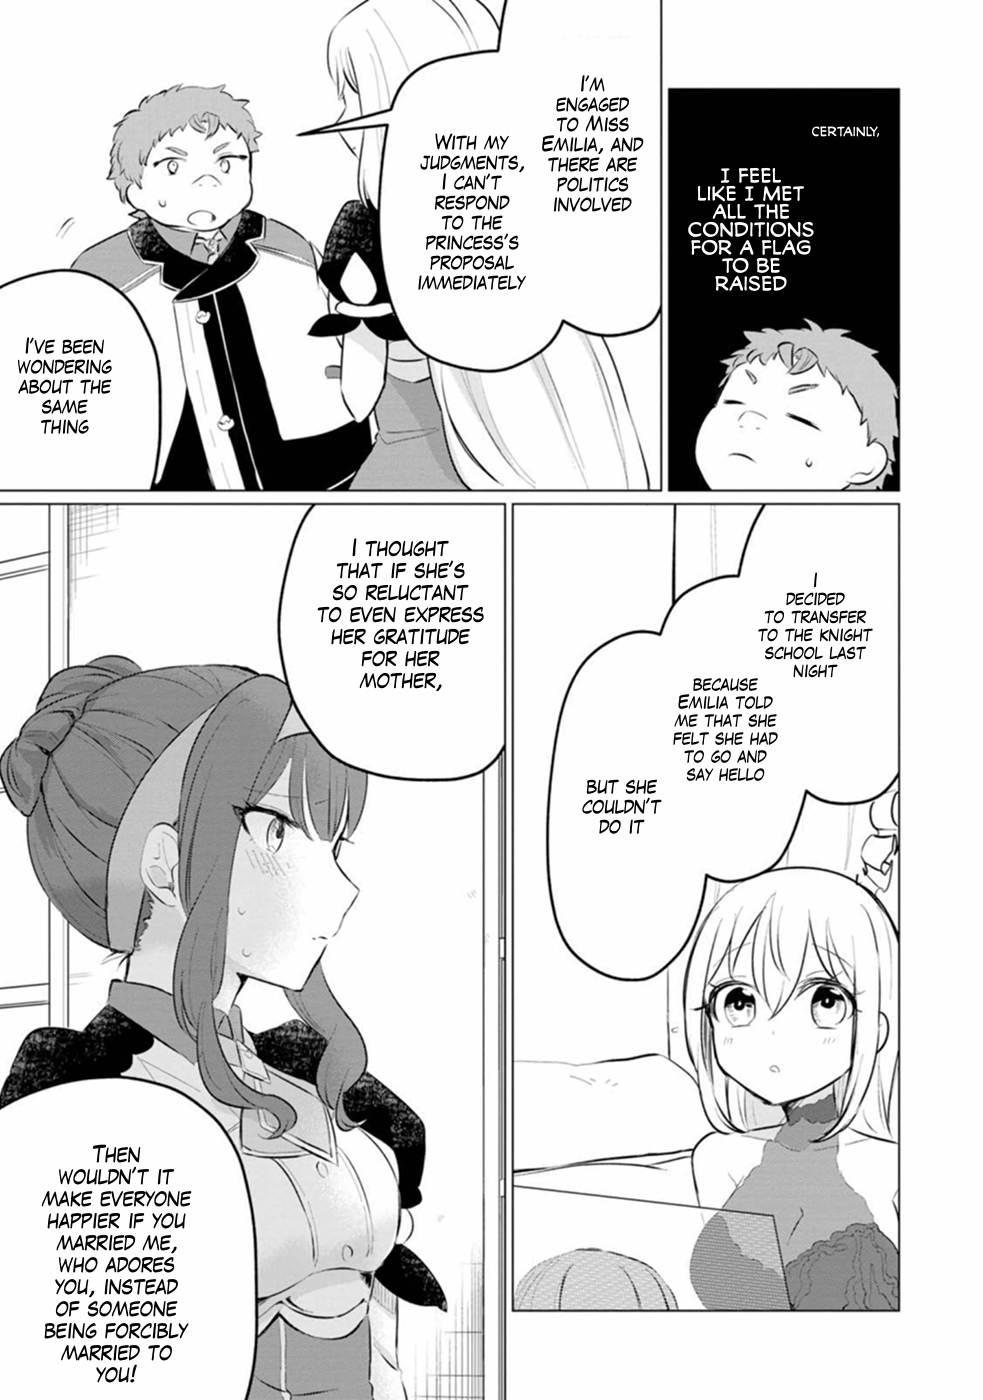 CERTAINLY,
I FEEL
LIKE I MET
ALL THE
CONDITIONS
FOR A FLAG
TO BE
RAISED
I'M
ENGAGED
TO MISS
EMILIA, AND
THERE ARE
POLITICS
INVOLVED
WITH MY
JUDGMENTS,
I CAN'T
RESPOND
TO THE
PRINCESS'S
PROPOSAL
IMMEDIATELY
I'VE BEEN
WONDERING
ABOUT THE
SAME
THING
I
DECIDED
TO TRANSFER
TO THE KNIGHT
SCHOOL LAST
NIGHT
BECAUSE
EMILIA TOLD
ME THAT SHE
FELT SHE HAD
TO GO AND
SAY HELLO
BUT SHE
COULDN'T
DO IT
I THOUGHT
THAT IF SHE'S
SO RELUCTANT
TO EVEN EXPRESS
HER GRATITUDE
FOR HER
MOTHER,
THEN
WOULDN'T IT
MAKE EVERYONE
HAPPIER IF YOU
MARRIED ME,
WHO ADORES
YOU, INSTEAD
OF SOMEONE
BEING FORCIBLY
MARRIED TO
YOU!